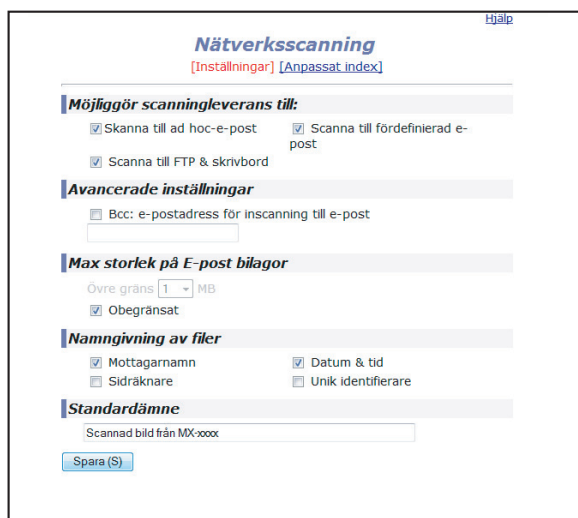 Hjälp
Nätverksscanning
[Inställningar] [Anpassat index]
Möjliggör scanningleverans till:
Skanna till ad hoc-e-post
Scanna till fördefinierad e-
post
Scanna till FTP & skrivbord
Avancerade inställningar
Bcc: e-postadress för inscanning till e-post
Max storlek på E-post bilagor
Övre gräns 1 MB
Obegränsat
Namngivning av filer
Mottagarnamn Datum & tid
Sidräknare Unik identifierare
Standardämne
Scannad bild från MX-xxxx
Spara (S)